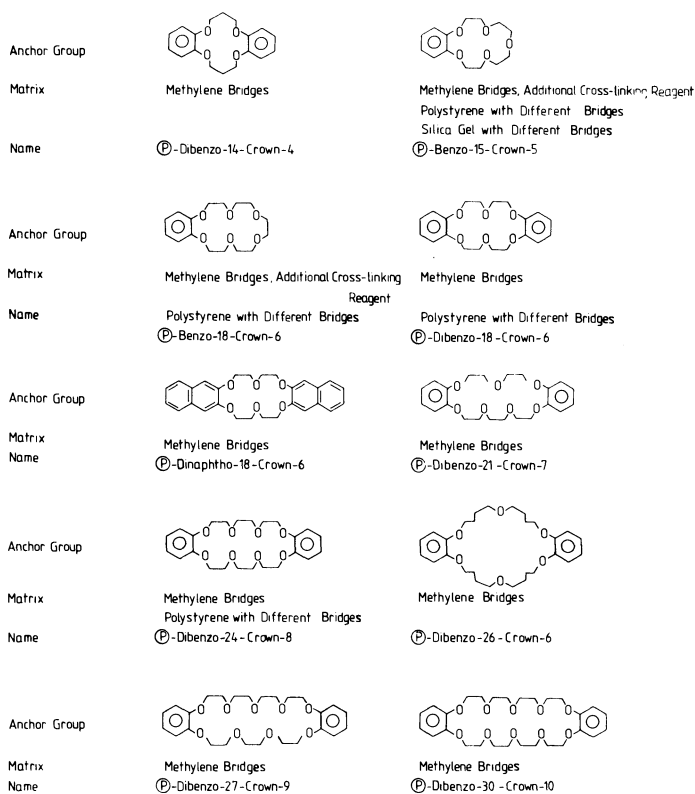 Anchor Group
Matrix Methylene Bridges Methylene Bridges, Additional Cross-linking Reagent
Polystyrene with Different Bridges
Silica Gel with Different Bridges
Name Ⓟ-Dibenzo-14-Crown-4 Ⓟ-Benzo-15-Crown-5
Anchor Group
Matrix Methylene Bridges, Additional Cross-linking Methylene Bridges
Reagent
Name Polystyrene with Different Bridges Polystyrene with Different Bridges
Ⓟ-Benzo-18-Crown-6 Ⓟ-Dibenzo-18-Crown-6
Anchor Group
Matrix Methylene Bridges Methylene Bridges
Name Ⓟ-Dinaphtho-18-Crown-6 Ⓟ-Dibenzo-21-Crown-7
Anchor Group
Matrix Methylene Bridges Methylene Bridges
Polystyrene with Different Bridges
Name Ⓟ-Dibenzo-24-Crown-8 Ⓟ-Dibenzo-26-Crown-6
Anchor Group
Matrix Methylene Bridges Methylene Bridges
Name Ⓟ-Dibenzo-27-Crown-9 Ⓟ-Dibenzo-30-Crown-10